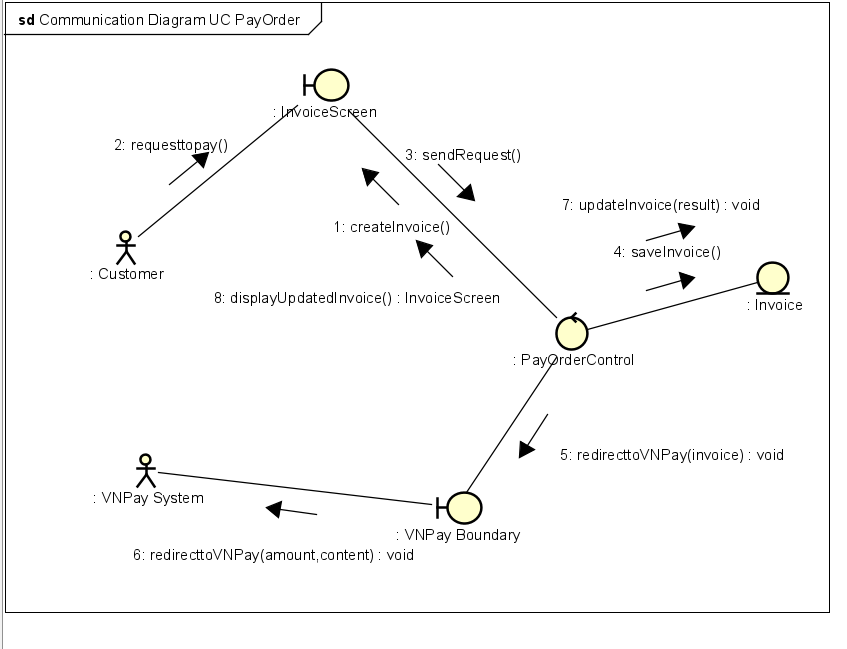 sd Communication Diagram UC PayOrder
: InvoiceScreen
2: requesttopay()
3: sendRequest()
7: updateInvoice(result) : void
1: createInvoice()
4: saveInvoice()
: Customer
8: displayUpdatedInvoice() : InvoiceScreen
: Invoice
: PayOrderControl
5: redirecttoVNPay(invoice) : void
: VNPay System
: VNPay Boundary
6: redirecttoVNPay(amount,content) : void